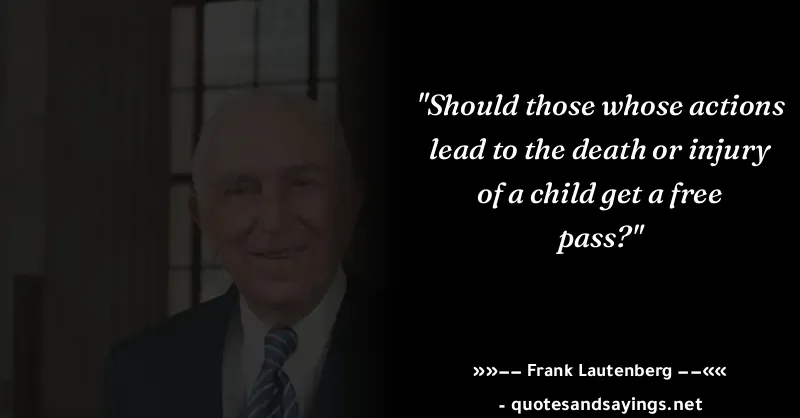 "Should those whose actions
lead to the death or injury
of a child get a free
pass?"
»»−− Frank Lautenberg −−««
- quotesandsayings.net